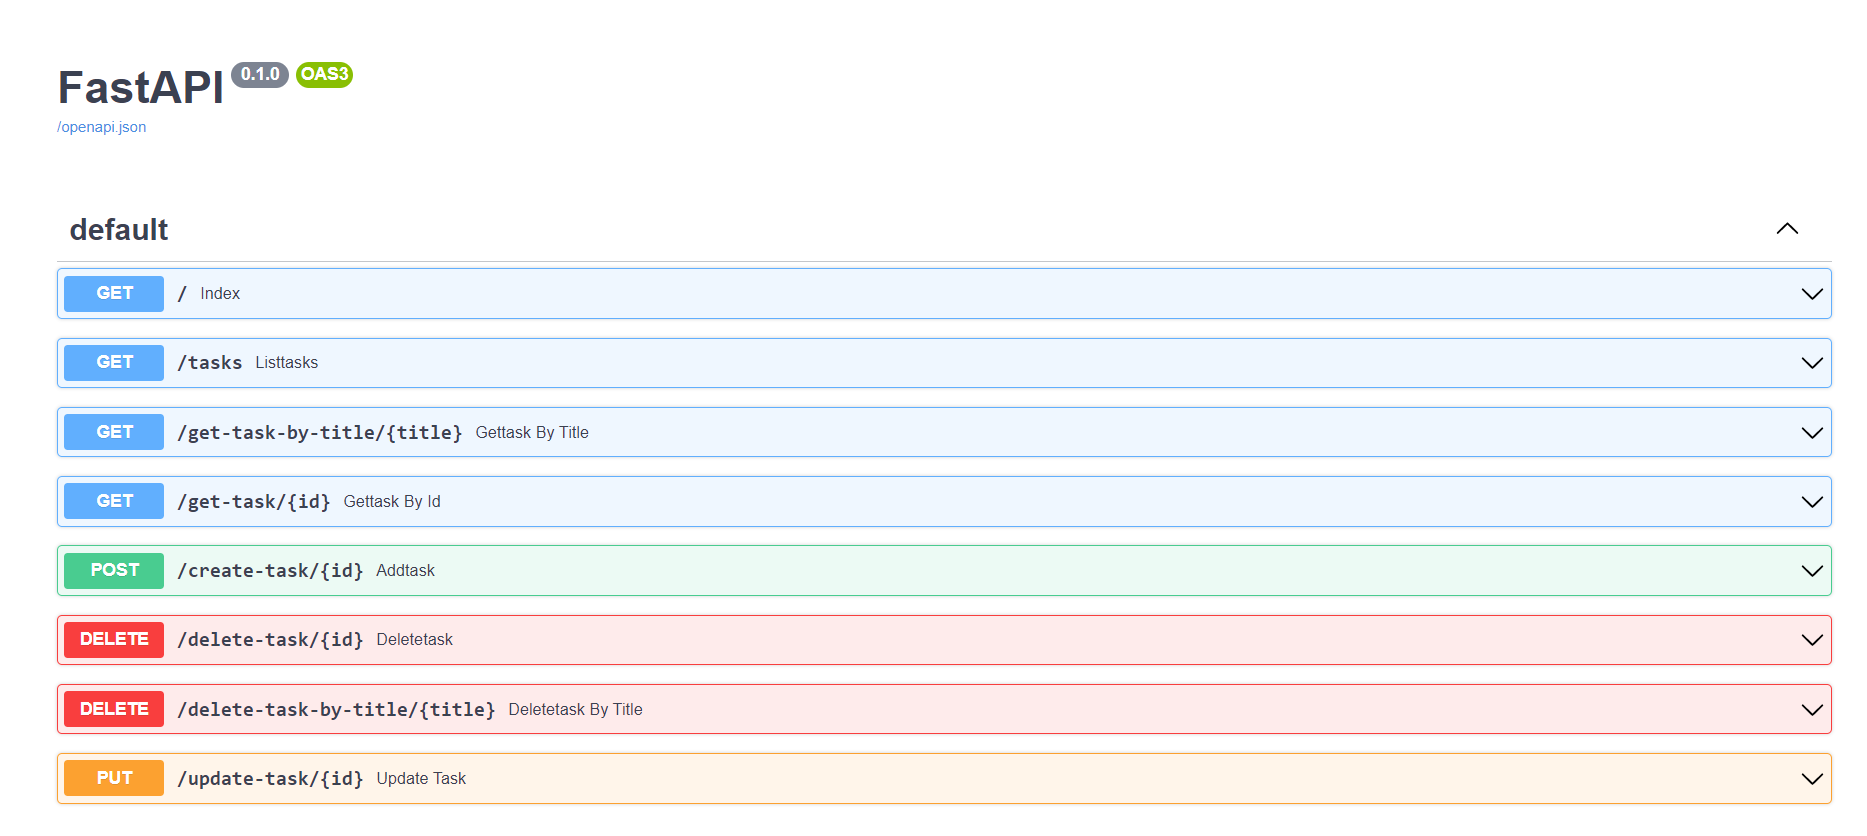 FastAPI 0.1.0 OAS3
/openapi.json
default
GET / Index
GET /tasks Listtasks
GET /get-task-by-title/{title} Gettask By Title
GET /get-task/{id} Gettask By Id
POST /create-task/{id} Addtask
DELETE /delete-task/{id} Deletetask
DELETE /delete-task-by-title/{title} Deletetask By Title
PUT /update-task/{id} Update Task